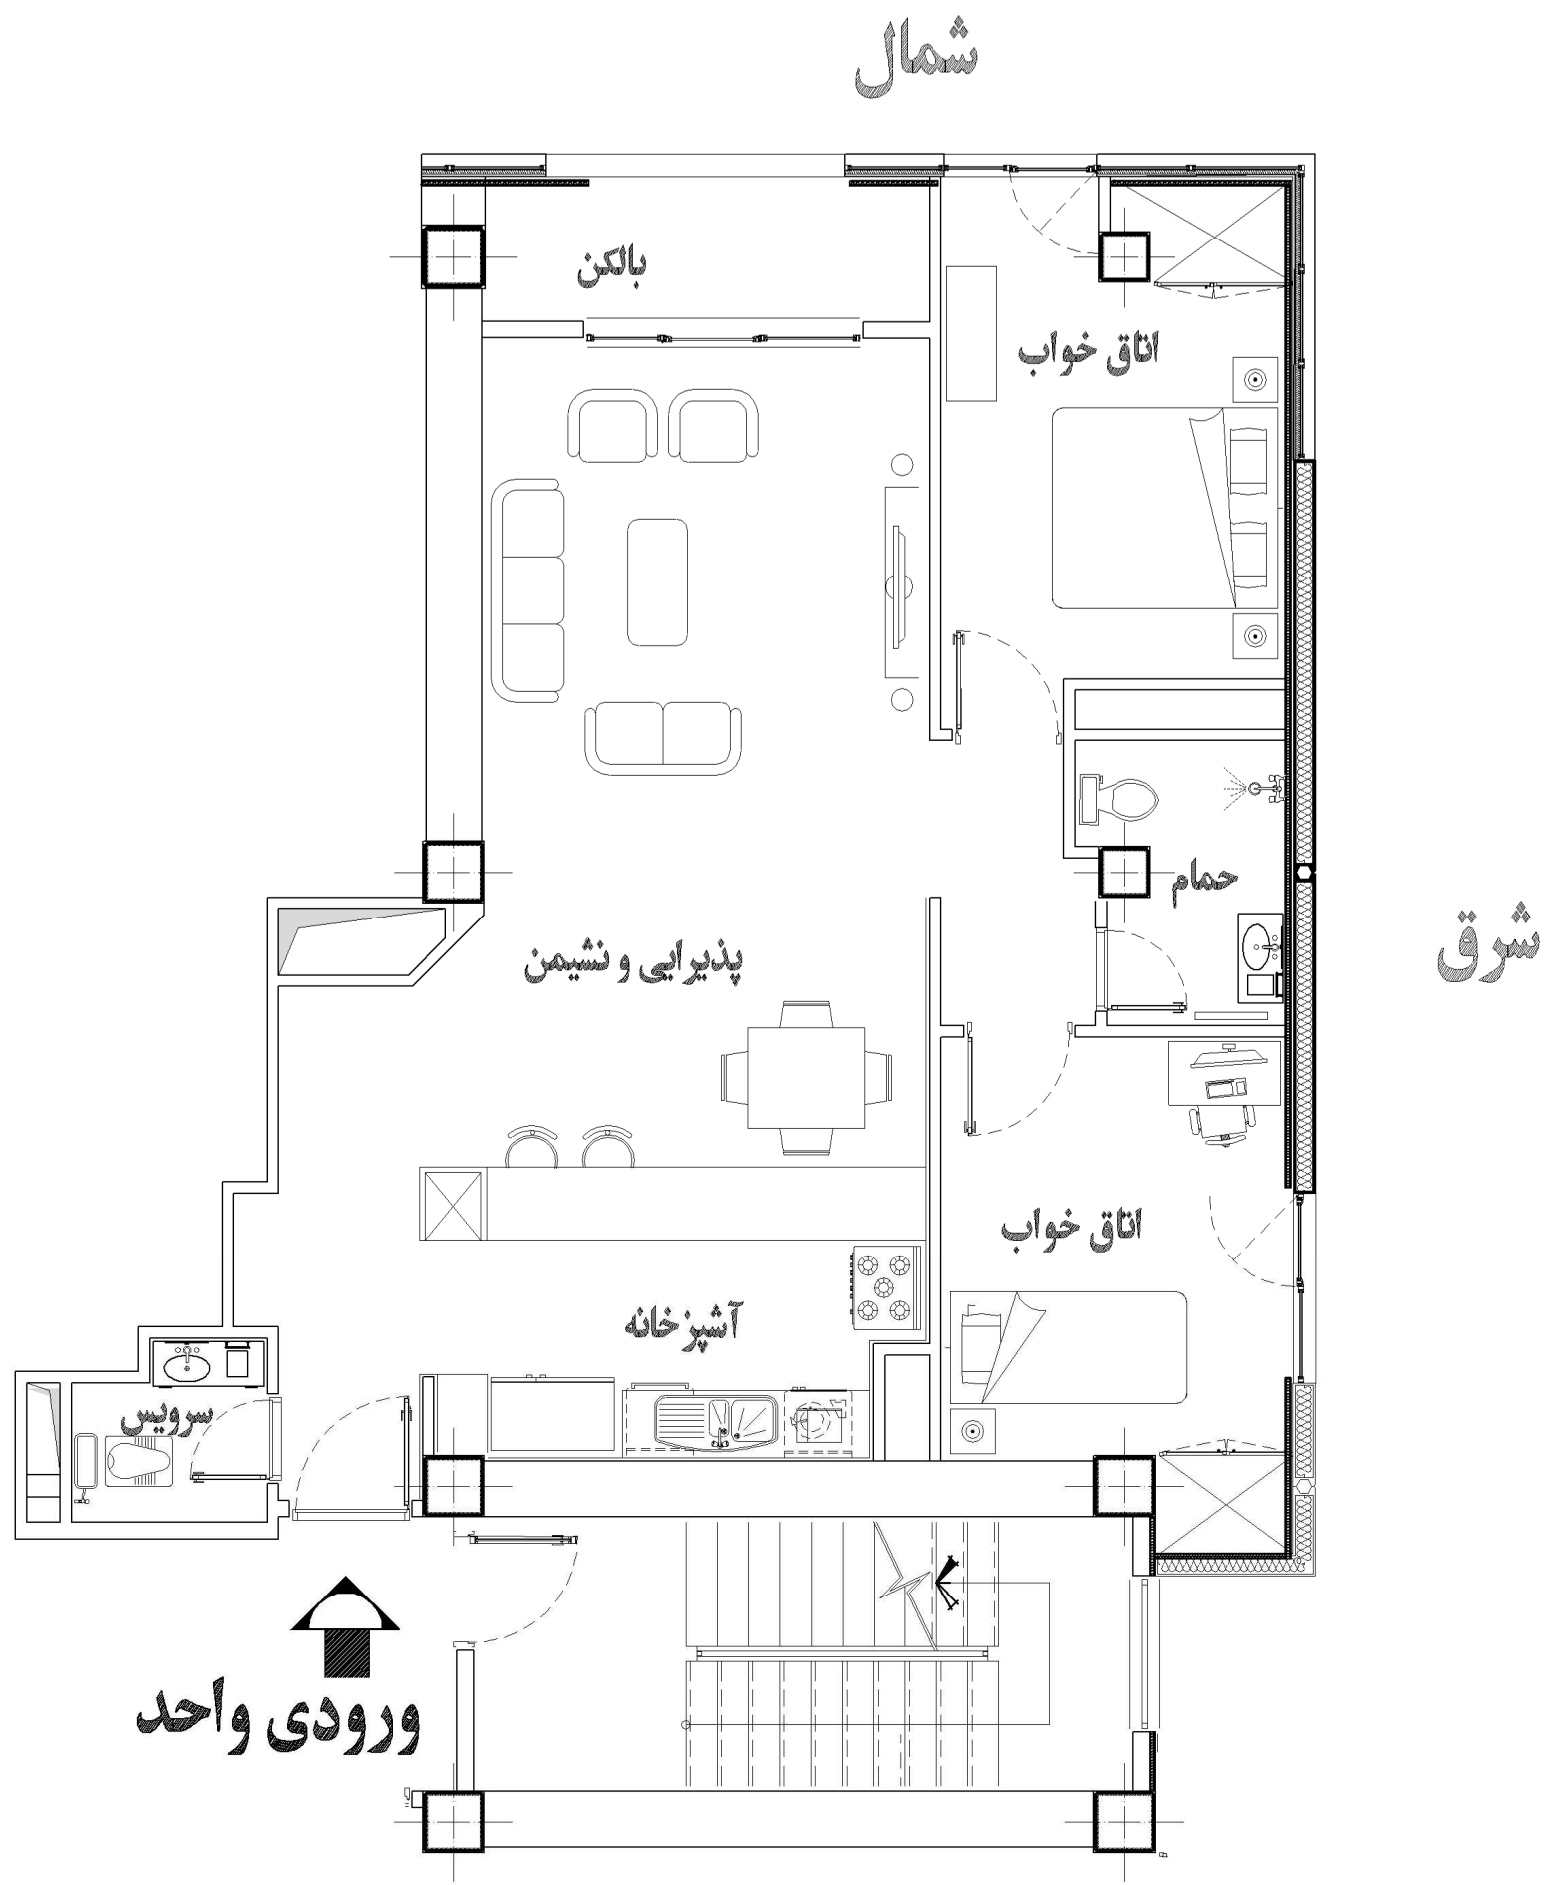 شمال
بالکن
اتاق خواب
حمام
شرق
پذیرایی و نشیمن
اتاق خواب
آشپزخانه
سرویس
ورودی واحد